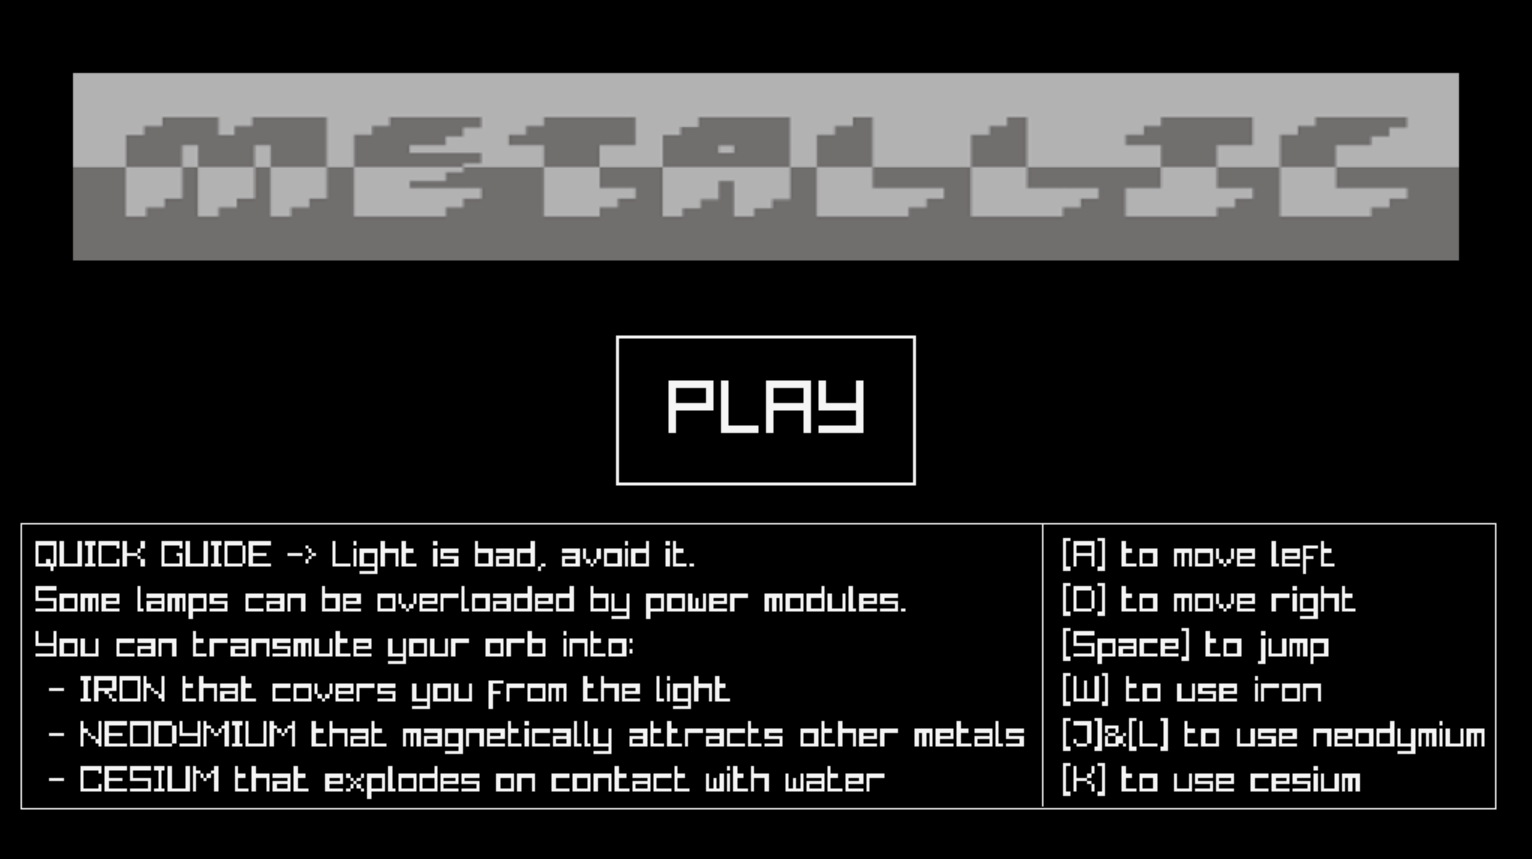 METALLIC
PLAY
QUICK GUIDE -> Light is bad, avoid it.
Some lamps can be overloaded by power modules.
You can transmute your orb into:
- IRON that covers you from the light
- NEODYMIUM that magnetically attracts other metals
- CESIUM that explodes on contact with water
[A] to move left
[D] to move right
[Space] to jump
[W] to use iron
[J]&[L] to use neodymium
[K] to use cesium